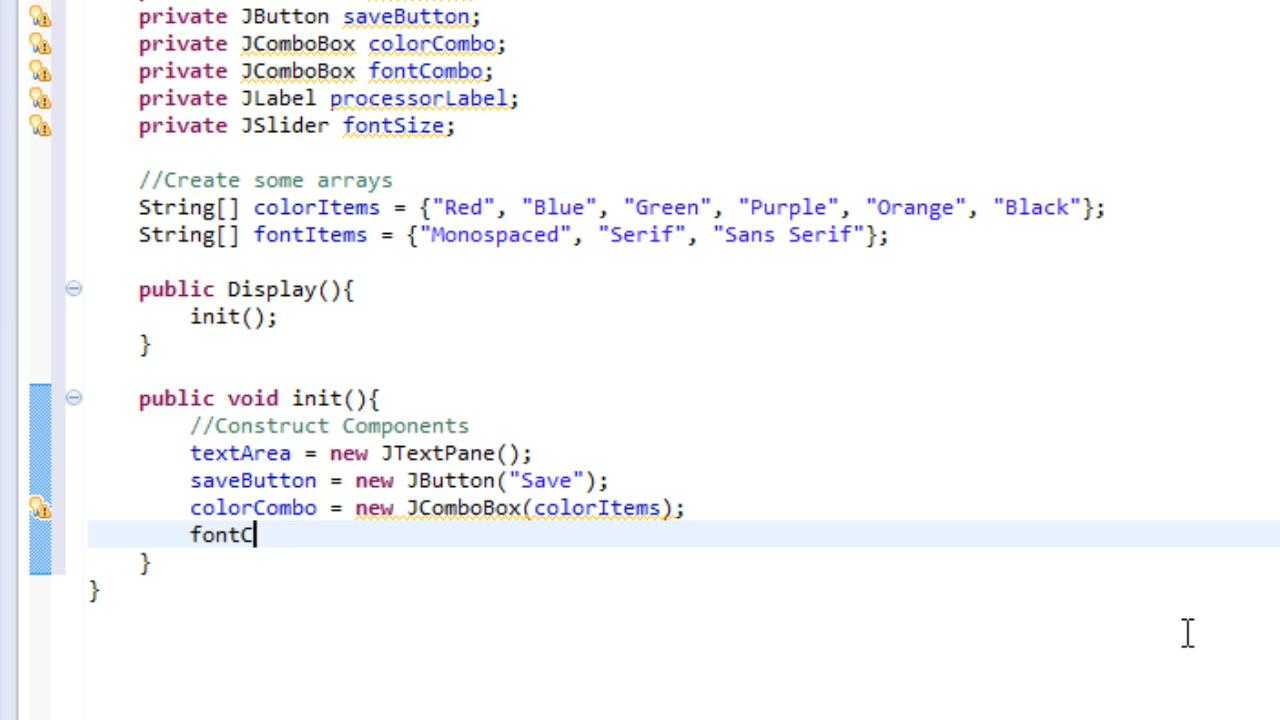 private JButton saveButton;
private JComboBox colorCombo;
private JComboBox fontCombo;
private JLabel processorLabel;
private JSlider fontSize;
//Create some arrays
String[] colorItems = {"Red", "Blue", "Green", "Purple", "Orange", "Black"};
String[] fontItems = {"Monospaced", "Serif", "Sans Serif"};
public Display(){
init();
}
public void init(){
//Construct Components
textArea = new JTextPane();
saveButton = new JButton("Save");
colorCombo = new JComboBox(colorItems);
fontC
}
}